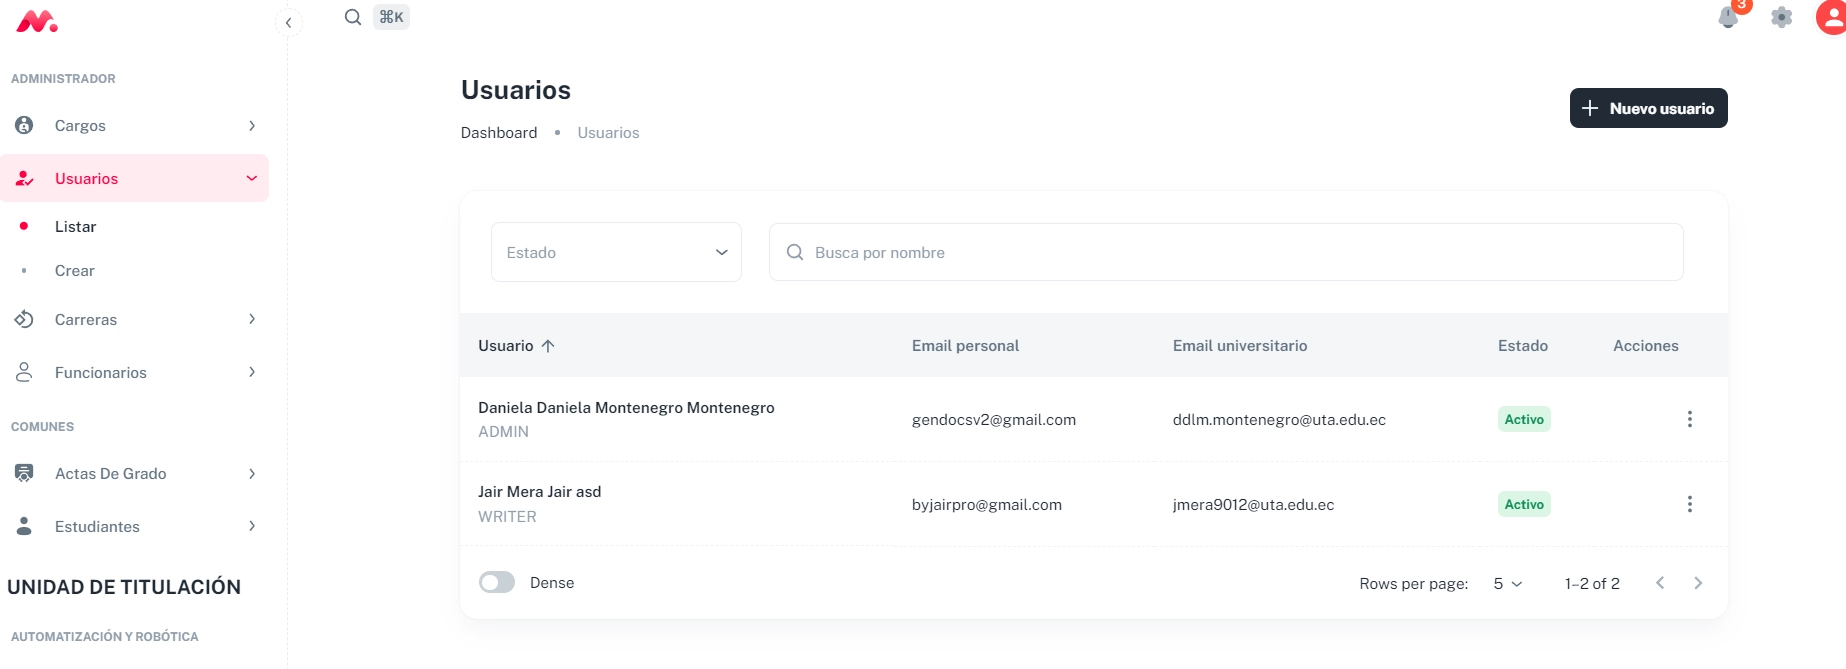 ⌘K
3
ADMINISTRADOR
Cargos
Usuarios
Listar
Crear
Carreras
Funcionarios
COMUNES
Actas De Grado
Estudiantes
UNIDAD DE TITULACIÓN
AUTOMATIZACIÓN Y ROBÓTICA
Usuarios
Dashboard • Usuarios
Nuevo usuario
Estado
Busca por nombre
Usuario Email personal Email universitario Estado Acciones
Daniela Daniela Montenegro Montenegro
ADMIN
gendocsv2@gmail.com ddlm.montenegro@uta.edu.ec Activo
Jair Mera Jair asd
WRITER
byjairpro@gmail.com jmera9012@uta.edu.ec Activo
Dense
Rows per page: 5 1–2 of 2